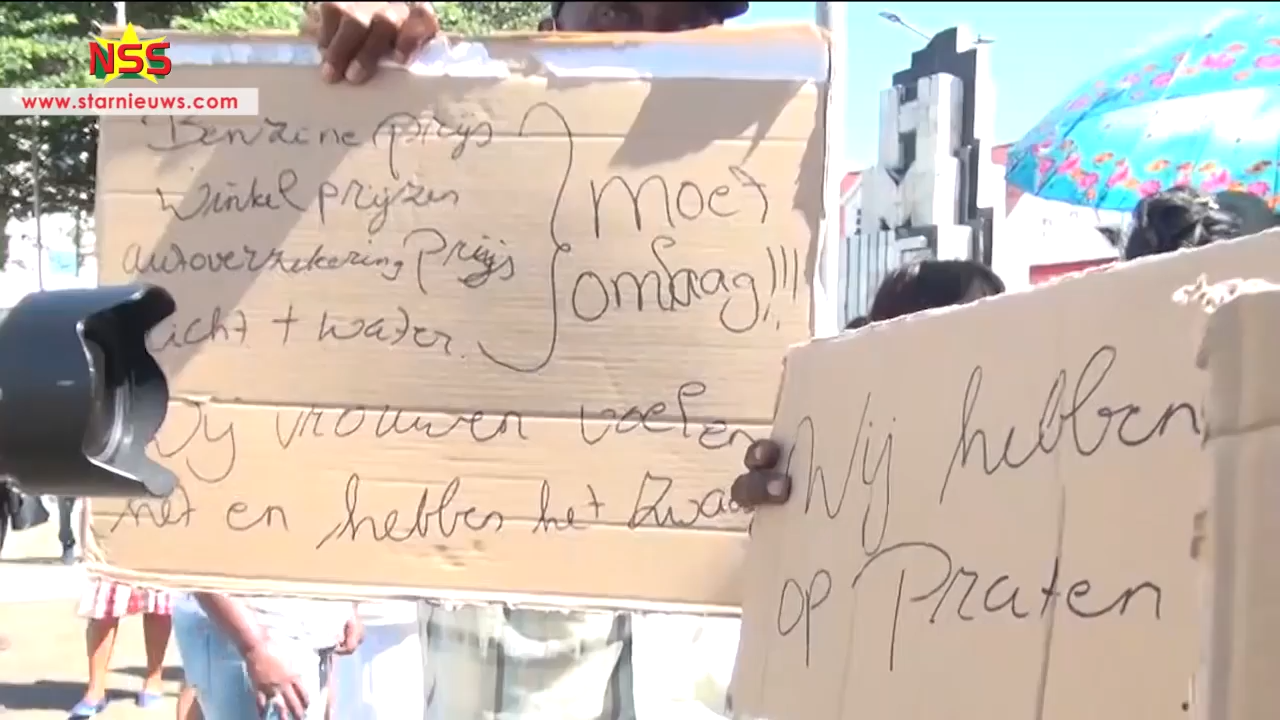 NSS
www.starnieuws.com
Benzine prijs
Winkel prijzen
autoverzekering prijs
licht + water.
Moet
omlaag!!!
Wij vrouwen voelen
het en hebben het zwaar
Wij hebben
op Praten